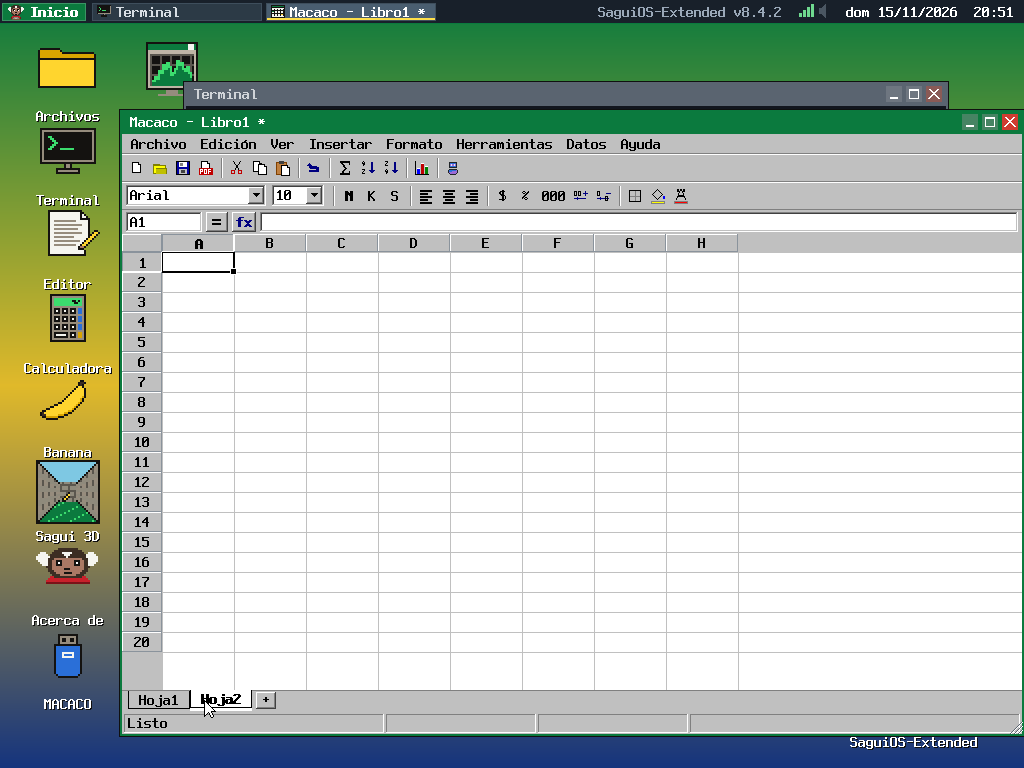 Inicio Terminal Macaco - Libro1 * SaguiOS-Extended v8.4.2 dom 15/11/2026 20:51
Archivos
Terminal
Editor
Calculadora
Banana
Sagui 3D
Acerca de
MACACO
Terminal
Macaco - Libro1 *
Archivo Edición Ver Insertar Formato Herramientas Datos Ayuda
PDF Σ
Arial 10 N K S $ % 000
A1 = fx
A B C D E F G H
1
2
3
4
5
6
7
8
9
10
11
12
13
14
15
16
17
18
19
20
Hoja1 Hoja2 +
Listo
SaguiOS-Extended